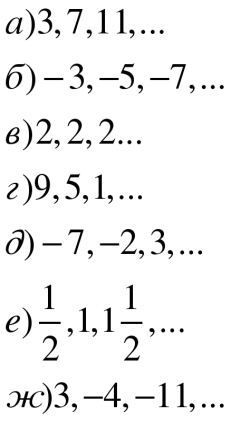 а)3, 7,11,...
б) – 3, –5, –7, ...
в)2, 2, 2...
г)9, 5,1, ...
д) – 7, –2, 3, ...
е) 1/2 ,1,1 1/2 ,...
ж)3, –4, –11, ...